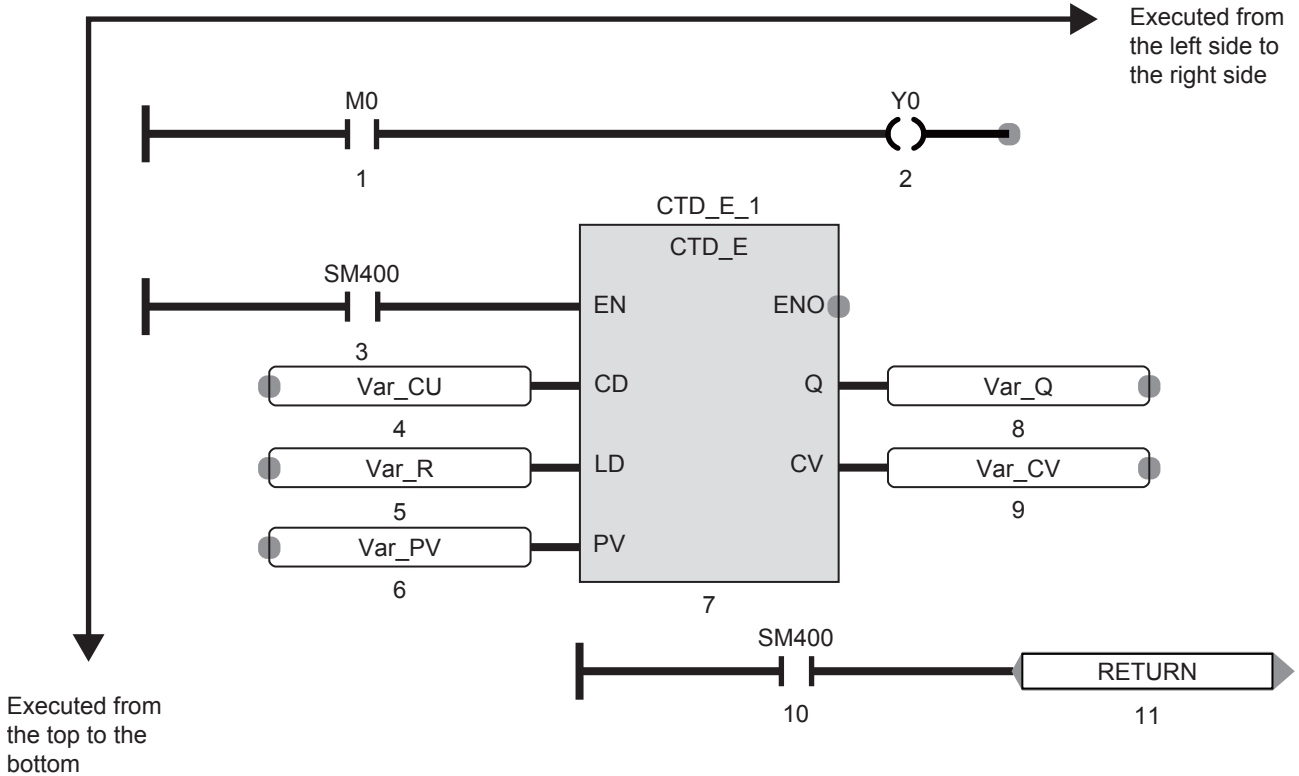 Executed from
the left side to
the right side
M0
Y0
1
2
CTD_E_1
CTD_E
SM400
EN
ENO
3
Var_CU
CD
Q
Var_Q
4
8
Var_R
LD
CV
Var_CV
5
9
Var_PV
PV
6
7
SM400
RETURN
10
11
Executed from
the top to the
bottom